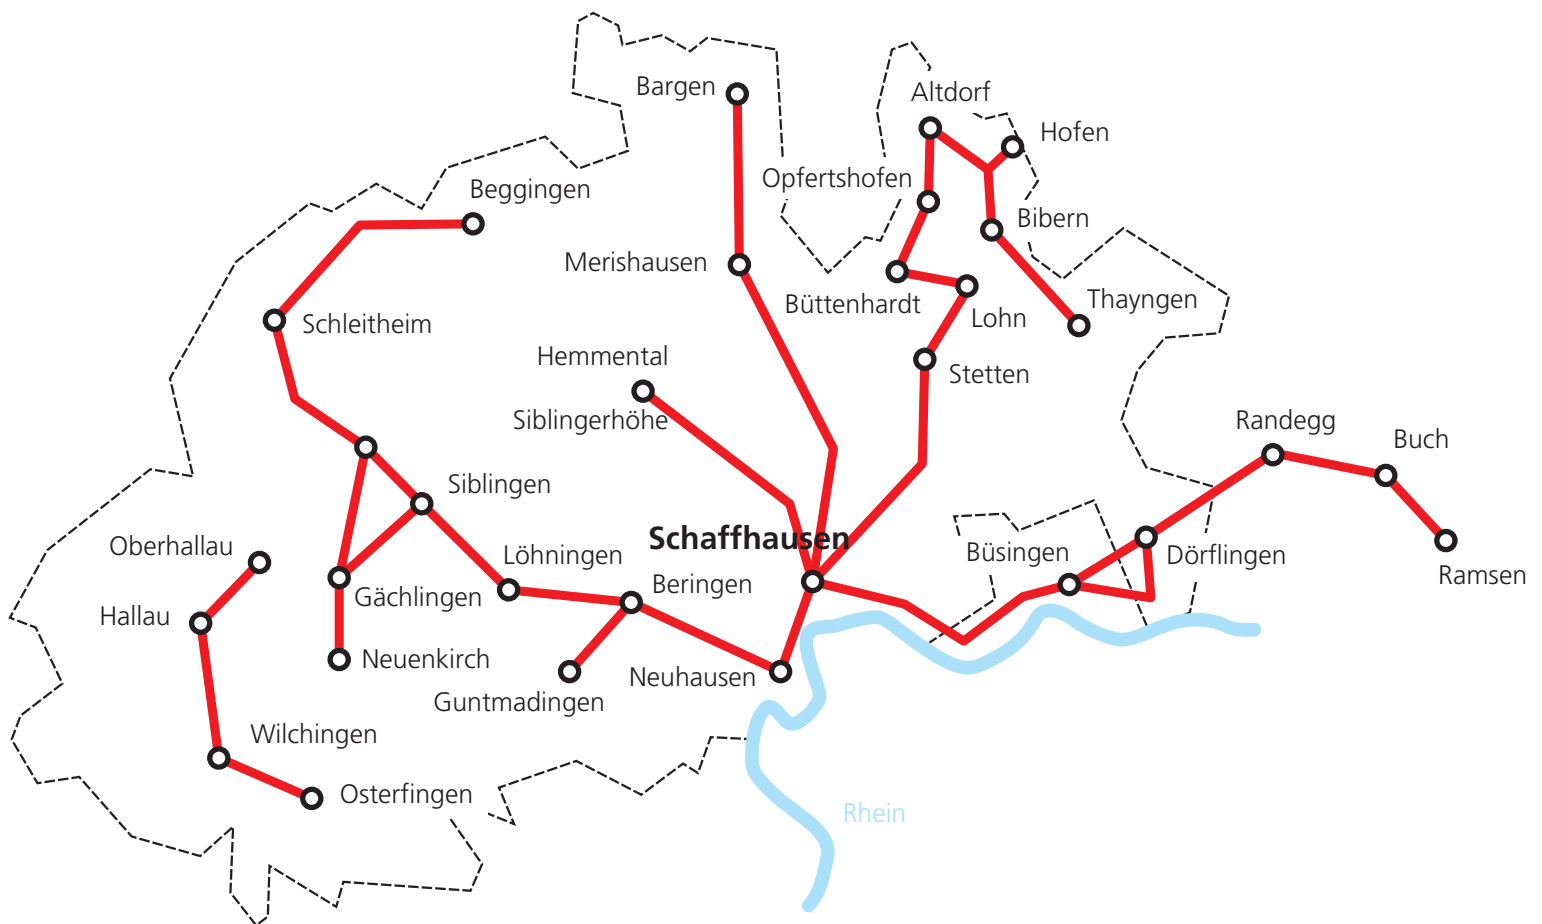 Bargen
Altdorf
Hofen
Opfertshofen
Beggingen
Bibern
Merishausen
Büttenhardt
Thayngen
Lohn
Schleitheim
Hemmental
Stetten
Siblingerhöhe
Randegg
Buch
Siblingen
Schaffhausen
Oberhallau
Löhningen
Büsingen
Dörflingen
Beringen
Ramsen
Gächlingen
Hallau
Neuenkirch
Neuhausen
Guntmadingen
Wilchingen
Osterfingen
Rhein